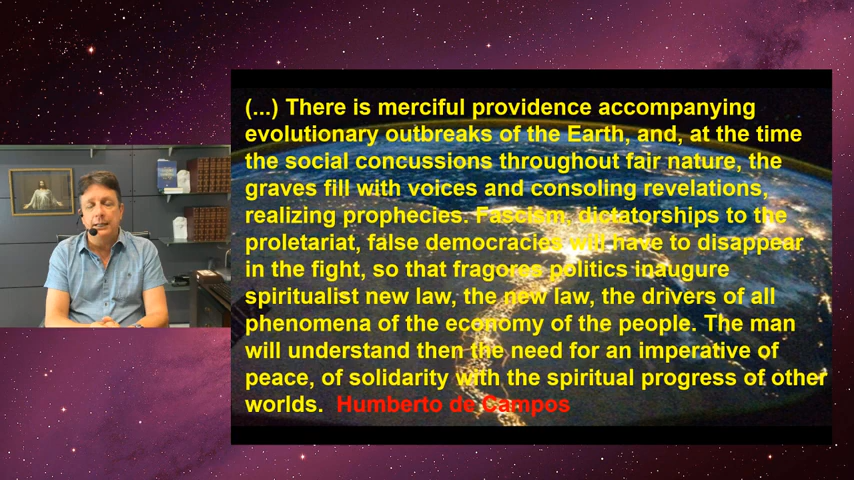 (...) There is merciful providence accompanying
evolutionary outbreaks of the Earth, and, at the time
the social concussions throughout fair nature, the
graves fill with voices and consoling revelations,
realizing prophecies. Fascism, dictatorships to the
proletariat, false democracies will have to disappear
in the fight, so that fragores politics inaugure
spiritualist new law, the new law, the drivers of all
phenomena of the economy of the people. The man
will understand then the need for an imperative of
peace, of solidarity with the spiritual progress of other
worlds. Humberto de Campos